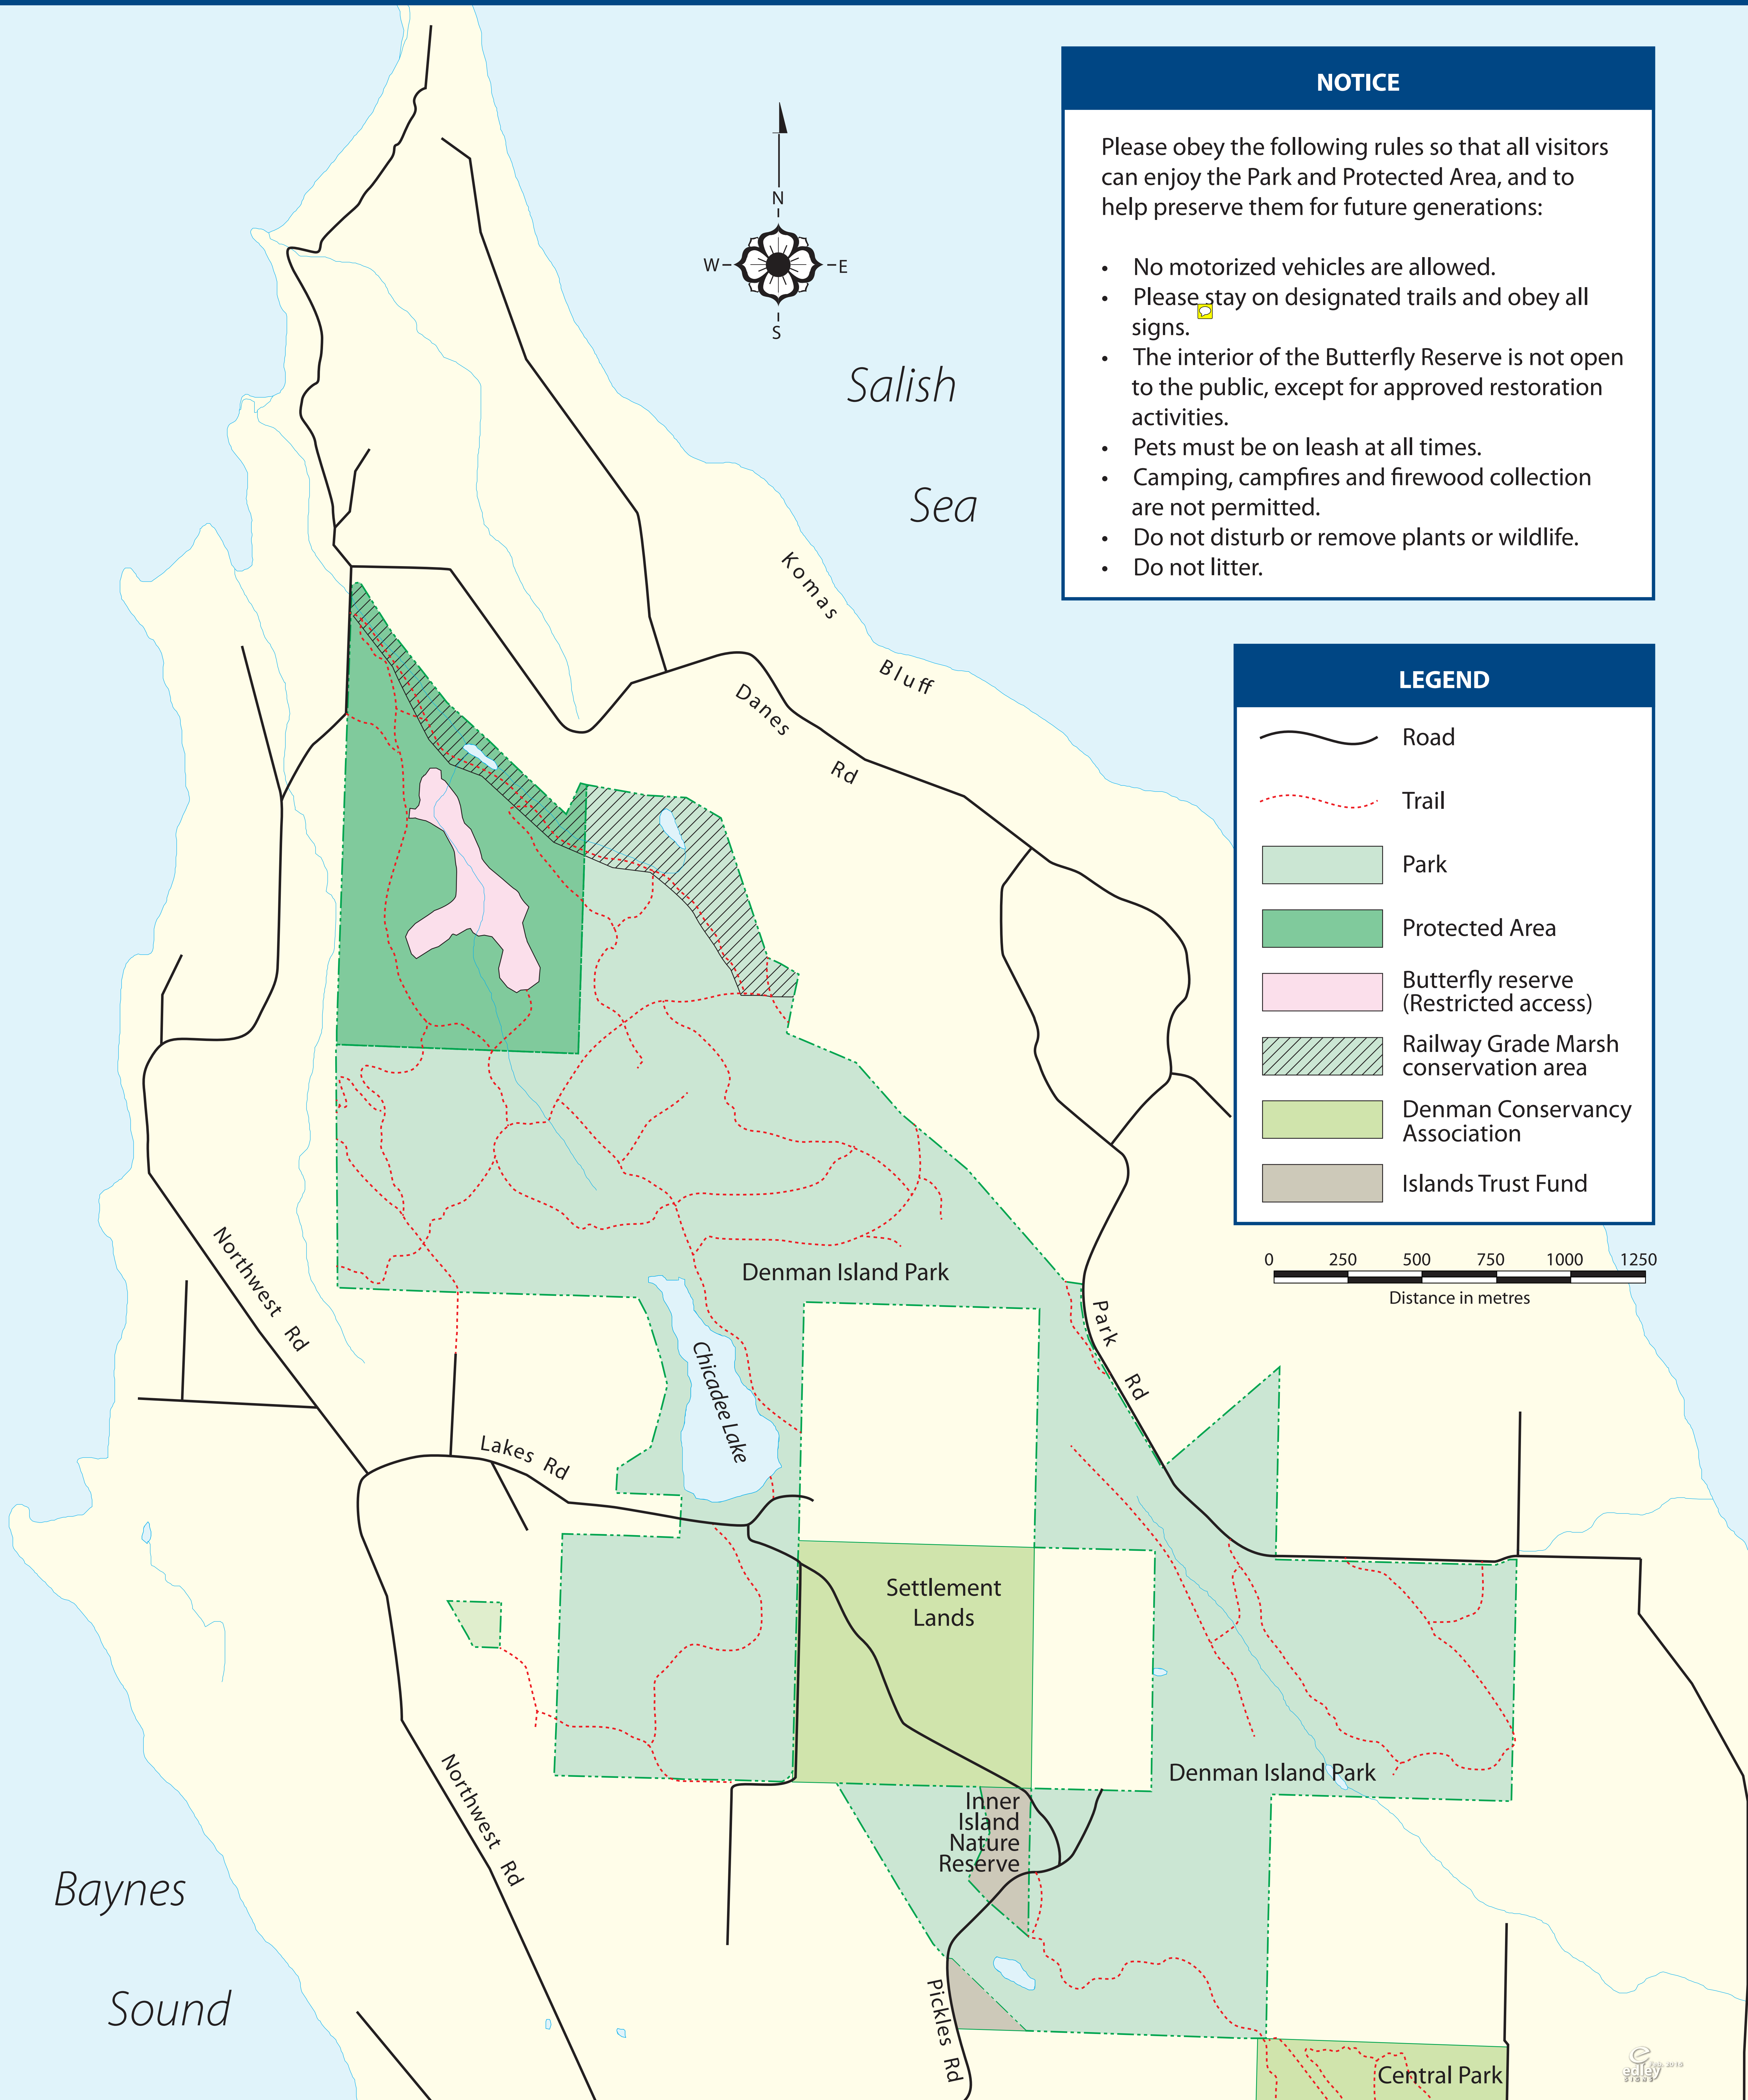 NOTICE
Please obey the following rules so that all visitors
can enjoy the Park and Protected Area, and to
help preserve them for future generations:
• No motorized vehicles are allowed.
• Please stay on designated trails and obey all
signs.
• The interior of the Butterfly Reserve is not open
to the public, except for approved restoration
activities.
• Pets must be on leash at all times.
• Camping, campfires and firewood collection
are not permitted.
• Do not disturb or remove plants or wildlife.
• Do not litter.
N
W
E
S
Salish
Sea
Komas
Bluff
Danes
Rd
LEGEND
Road
Trail
Park
Protected Area
Butterfly reserve
(Restricted access)
Railway Grade Marsh
conservation area
Denman Conservancy
Association
Islands Trust Fund
0 250 500 750 1000 1250
Distance in metres
Northwest Rd
Denman Island Park
Park Rd
Chicadee Lake
Lakes Rd
Settlement
Lands
Northwest Rd
Denman Island Park
Inner
Island
Nature
Reserve
Baynes
Sound
Pickles Rd
Central Park
edley
SIGNS
Feb. 2016